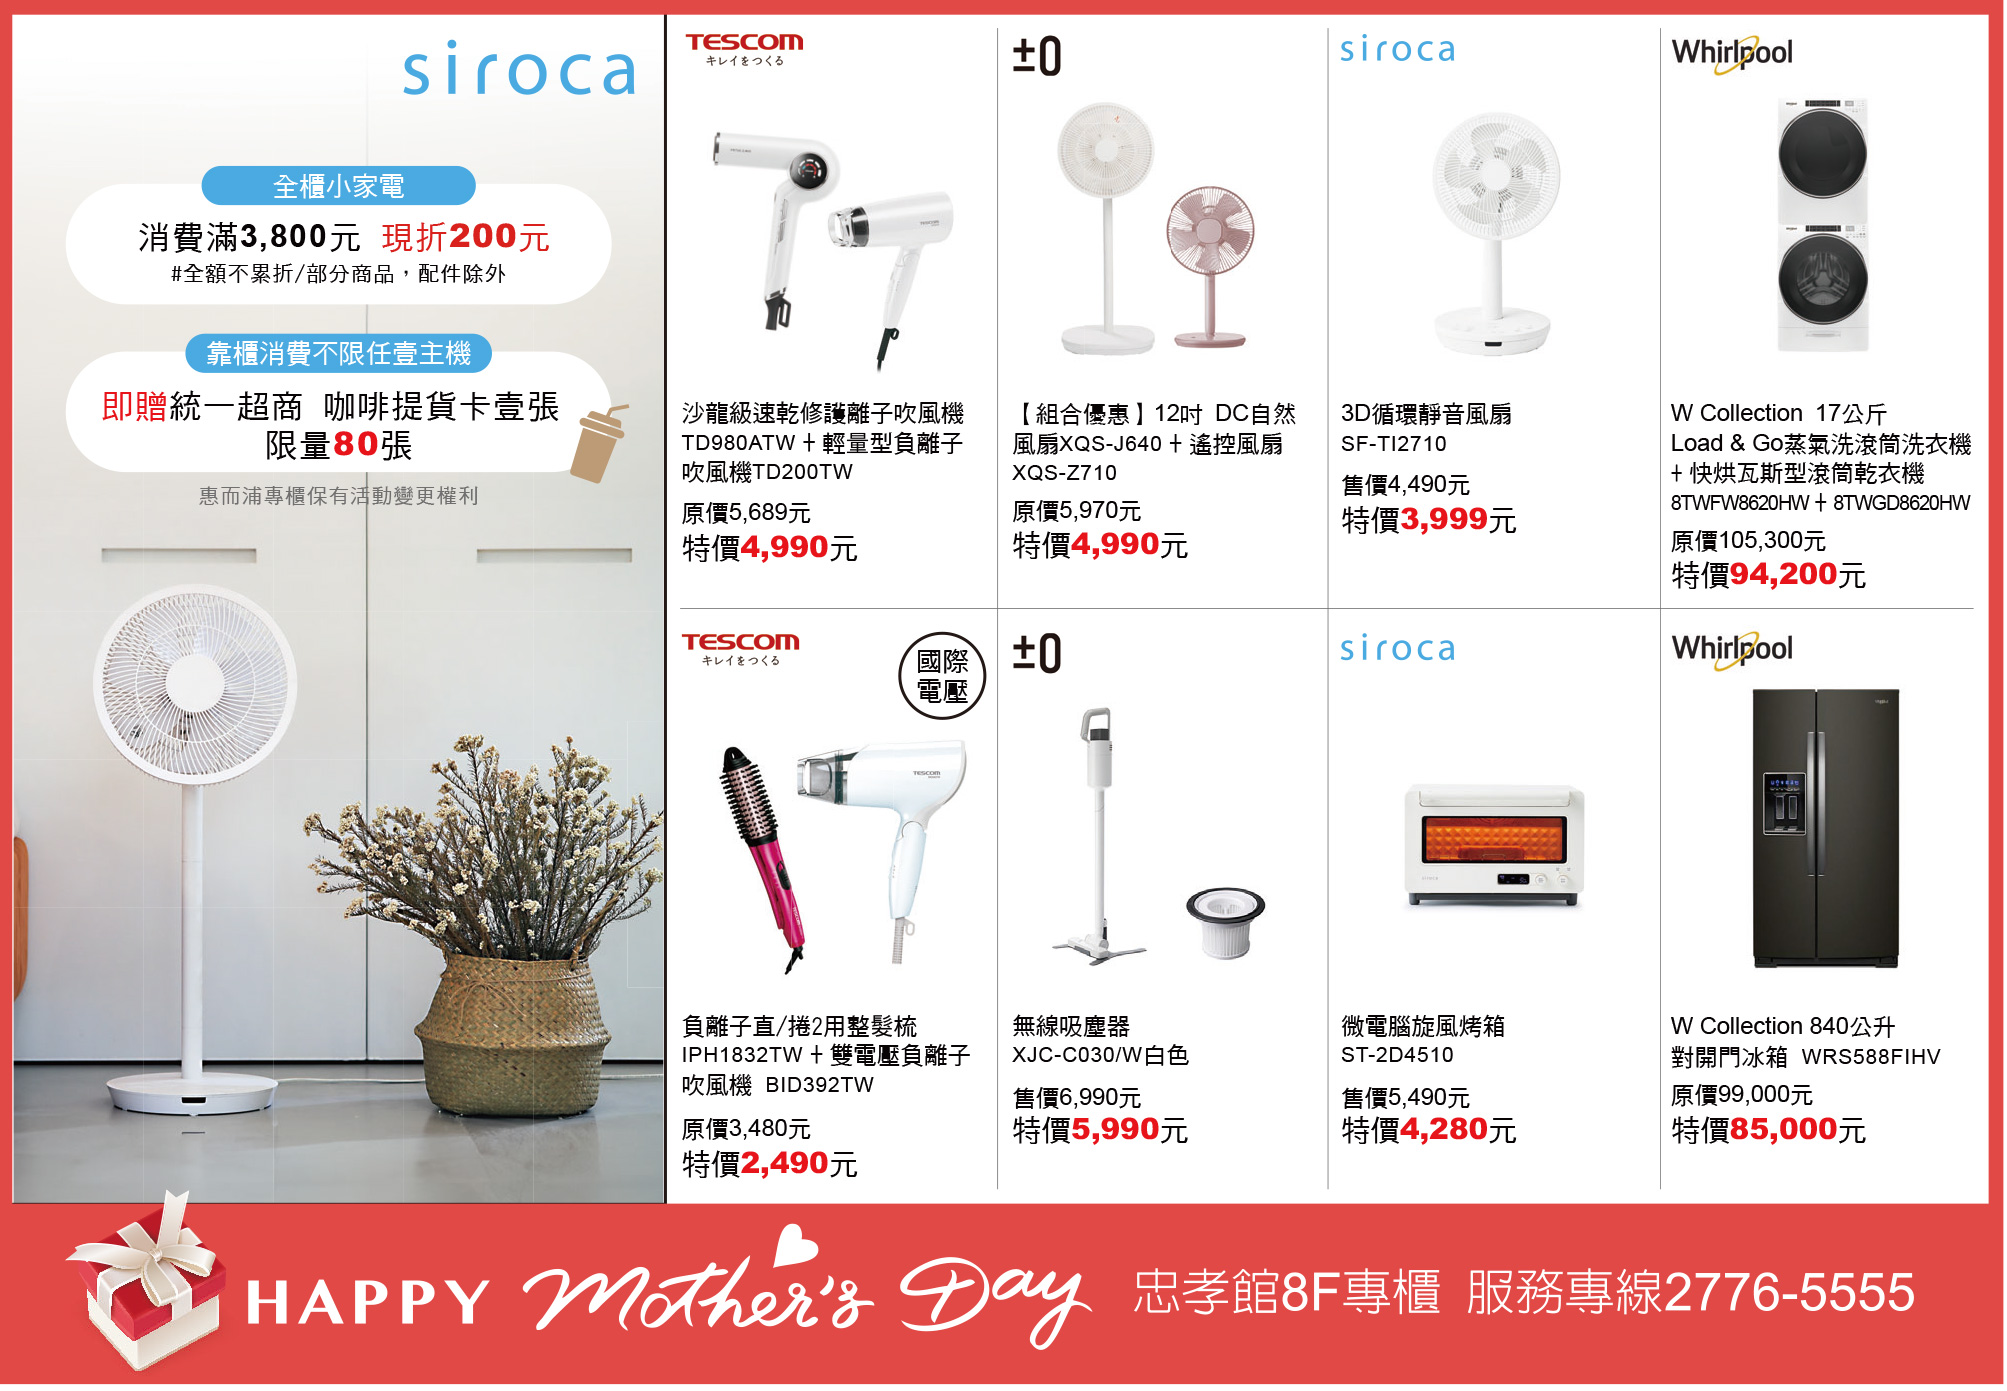 siroca
全櫃小家電
消費滿3,800元 現折200元
#全額不累折/部分商品，配件除外
靠櫃消費不限任壹主機
即贈統一超商 咖啡提貨卡壹張
限量80張
惠而浦專櫃保有活動變更權利
TESCOM
キレイをつくる
沙龍級速乾修護離子吹風機
TD980ATW + 輕量型負離子
吹風機TD200TW
原價5,689元
特價4,990元
±0
【組合優惠】12吋 DC自然
風扇XQS-J640 + 遙控風扇
XQS-Z710
原價5,970元
特價4,990元
siroca
3D循環靜音風扇
SF-TI2710
售價4,490元
特價3,999元
Whirlpool
W Collection 17公斤
Load & Go蒸氣洗滾筒洗衣機
+ 快烘瓦斯型滾筒乾衣機
8TWFW8620HW + 8TWGD8620HW
原價105,300元
特價94,200元
TESCOM
キレイをつくる
國際
電壓
TESCOM
負離子直/捲2用整髮梳
IPH1832TW + 雙電壓負離子
吹風機 BID392TW
原價3,480元
特價2,490元
±0
無線吸塵器
XJC-C030/W白色
售價6,990元
特價5,990元
siroca
siroca
微電腦旋風烤箱
ST-2D4510
售價5,490元
特價4,280元
Whirlpool
W Collection 840公升
對開門冰箱 WRS588FIHV
原價99,000元
特價85,000元
HAPPY Mother's Day 忠孝館8F專櫃 服務專線2776-5555